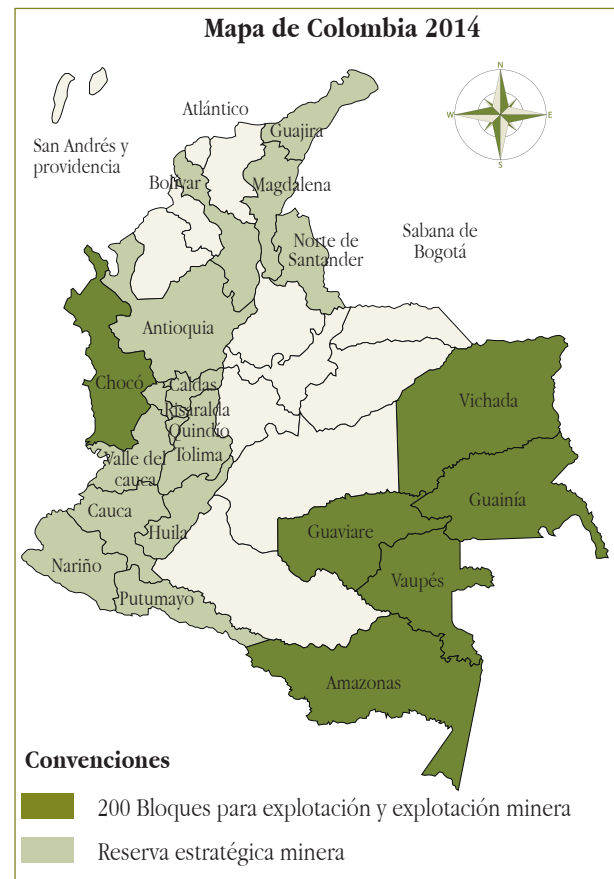 Mapa de Colombia 2014
N
W
E
S
San Andrés y
providencia
Atlántico
Guajira
Bolívar
Magdalena
Norte de
Santander
Sabana de
Bogotá
Antioquia
Chocó
Caldas
Risaralda
Quindío
Tolima
Valle del
cauca
Vichada
Cauca
Huila
Guainía
Guaviare
Nariño
Vaupés
Putumayo
Amazonas
Convenciones
200 Bloques para explotación y explotación minera
Reserva estratégica minera